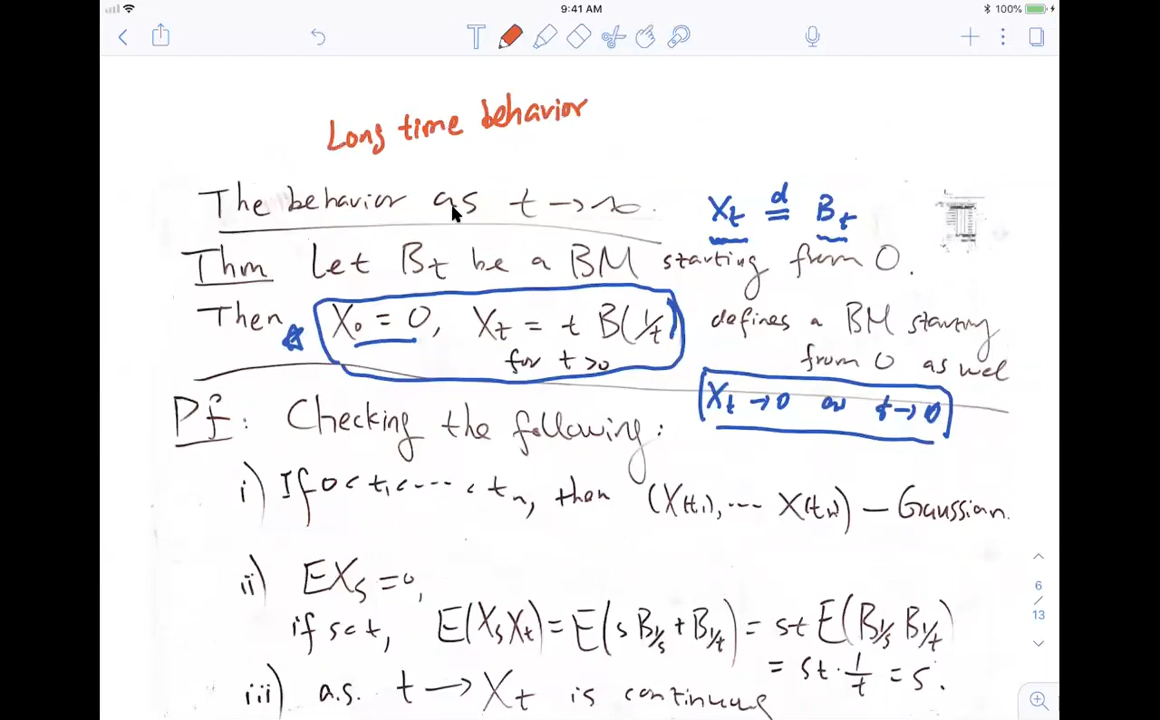 9:41 AM
100%
T
Long time behavior
The behavior as t → ∞.
X_t =^d B_t
Thm Let B_t be a BM starting from 0.
Then X_0 = 0, X_t = t B(1/t) for t > 0 defines a BM starting from 0 as well
X_t → 0 as t → 0
Pf: Checking the following:
i) If 0 < t_1 < ... < t_n, then (X(t_1), ... X(t_n)) – Gaussian.
ii) EX_s = 0,
if s < t, E(X_s X_t) = E(s B_{1/s} t B_{1/t}) = st E(B_{1/s} B_{1/t})
= st · 1/t = s.
iii) a.s. t → X_t is continuous
6
/
13